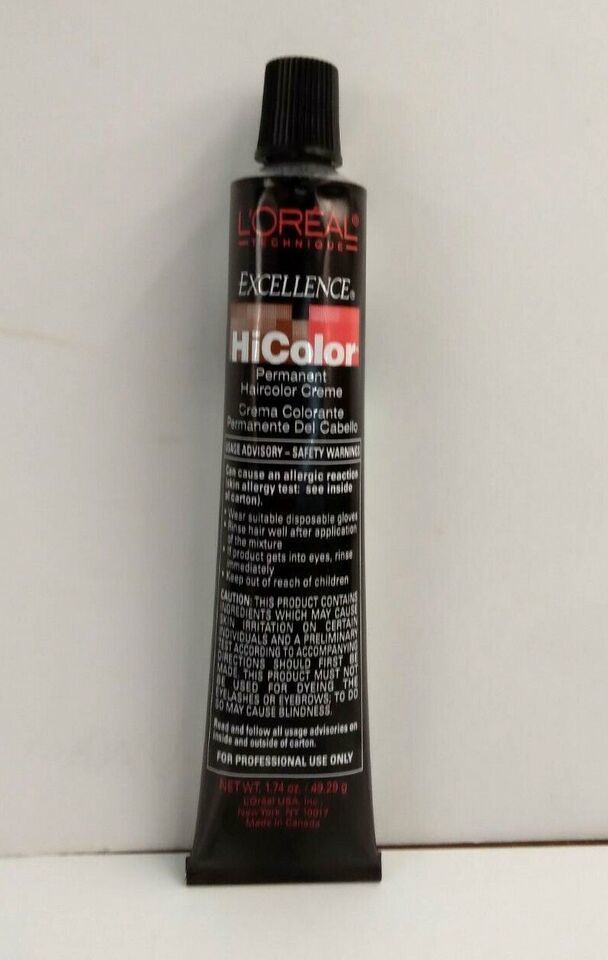 L'ORÉAL®
TECHNIQUE
EXCELLENCE®
HiColor
Permanent
Haircolor Creme
Crema Colorante
Permanente Del Cabello
USAGE ADVISORY – SAFETY WARNINGS
Can cause an allergic reaction
(skin allergy test: see inside
of carton).
• Wear suitable disposable gloves
• Rinse hair well after application
of the mixture
• If product gets into eyes, rinse
immediately
• Keep out of reach of children
CAUTION: THIS PRODUCT CONTAINS
INGREDIENTS WHICH MAY CAUSE
SKIN IRRITATION ON CERTAIN
INDIVIDUALS AND A PRELIMINARY
TEST ACCORDING TO ACCOMPANYING
DIRECTIONS SHOULD FIRST BE
MADE. THIS PRODUCT MUST NOT
BE USED FOR DYEING THE
EYELASHES OR EYEBROWS; TO DO
SO MAY CAUSE BLINDNESS.
Read and follow all usage advisories on
inside and outside of carton.
FOR PROFESSIONAL USE ONLY
NET WT. 1.74 oz. / 49.29 g
L'Oréal USA, Inc.,
New York, NY 10017
Made in Canada